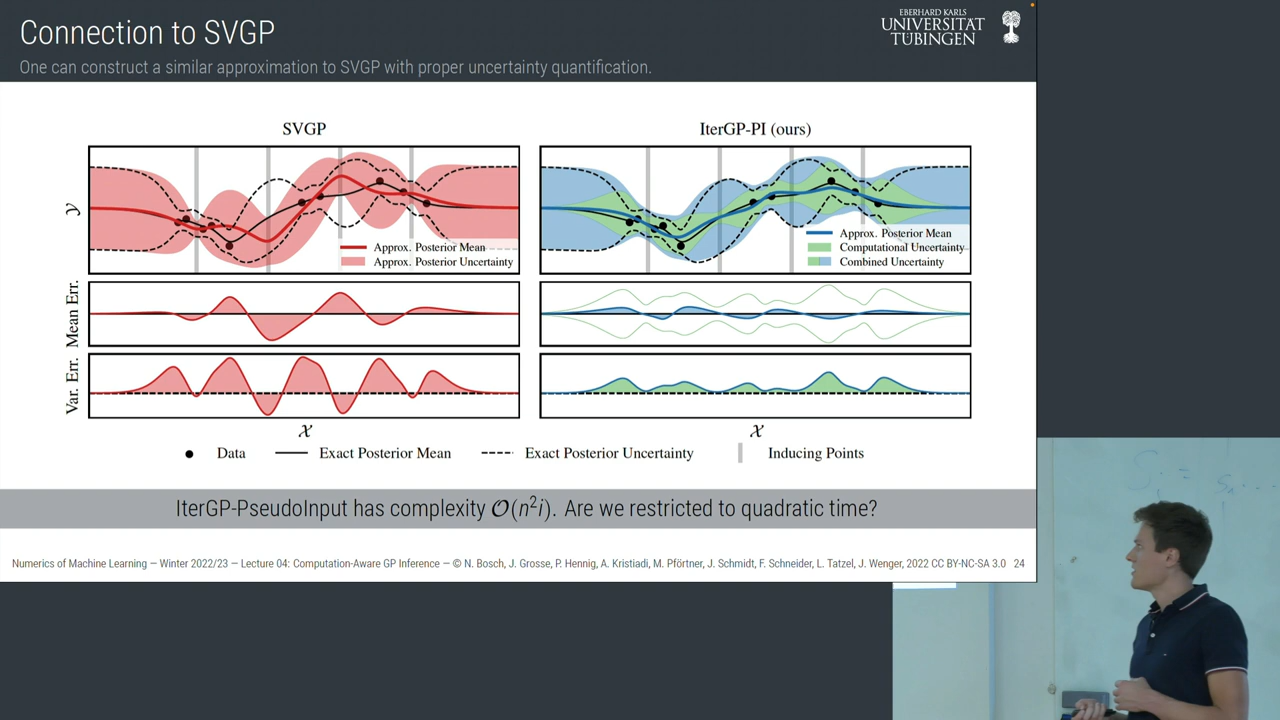 Connection to SVGP
One can construct a similar approximation to SVGP with proper uncertainty quantification.
EBERHARD KARLS
UNIVERSITÄT
TÜBINGEN
SVGP
IterGP-PI (ours)
𝒴
Approx. Posterior Mean
Approx. Posterior Uncertainty
Approx. Posterior Mean
Computational Uncertainty
Combined Uncertainty
Mean Err.
Var. Err.
𝒳
𝒳
Data
Exact Posterior Mean
Exact Posterior Uncertainty
Inducing Points
IterGP-PseudoInput has complexity 𝒪(n²i). Are we restricted to quadratic time?
Numerics of Machine Learning — Winter 2022/23 — Lecture 04: Computation-Aware GP Inference — © N. Bosch, J. Grosse, P. Hennig, A. Kristiadi, M. Pförtner, J. Schmidt, F. Schneider, L. Tatzel, J. Wenger, 2022 CC BY-NC-SA 3.0 24